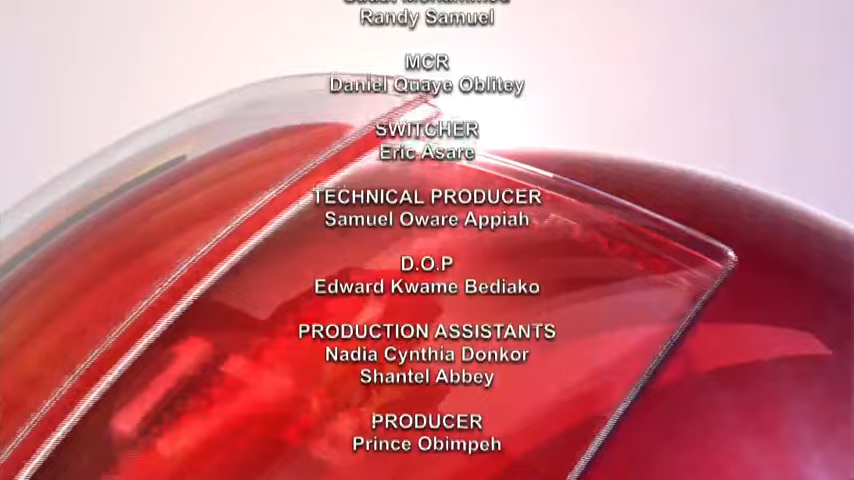 Randy Samuel
MCR
Daniel Quaye Oblitey
SWITCHER
Eric Asare
TECHNICAL PRODUCER
Samuel Oware Appiah
D.O.P
Edward Kwame Bediako
PRODUCTION ASSISTANTS
Nadia Cynthia Donkor
Shantel Abbey
PRODUCER
Prince Obimpeh